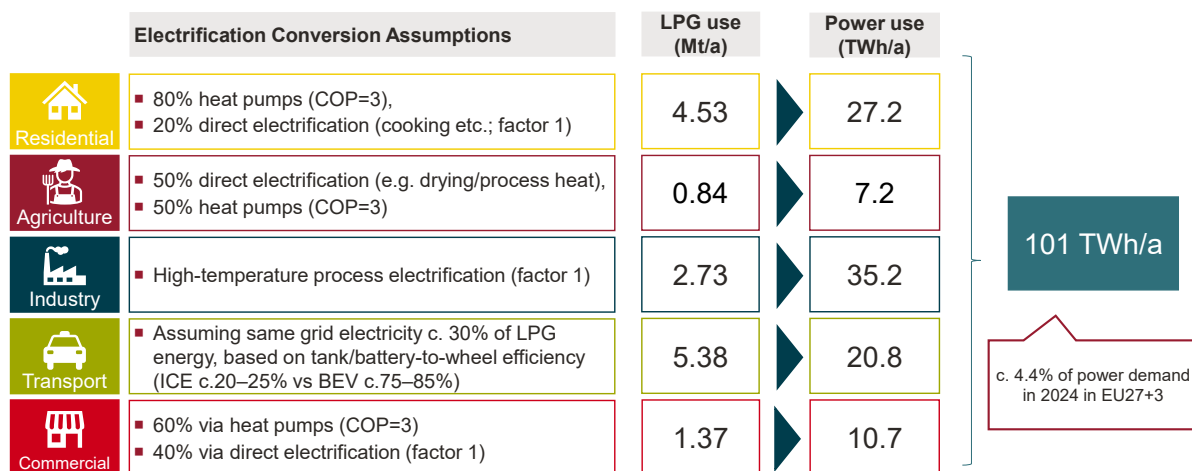 Electrification Conversion Assumptions
LPG use
(Mt/a)
Power use
(TWh/a)
Residential
80% heat pumps (COP=3),
20% direct electrification (cooking etc.; factor 1)
4.53
27.2
Agriculture
50% direct electrification (e.g. drying/process heat),
50% heat pumps (COP=3)
0.84
7.2
Industry
High-temperature process electrification (factor 1)
2.73
35.2
Transport
Assuming same grid electricity c. 30% of LPG
energy, based on tank/battery-to-wheel efficiency
(ICE c.20–25% vs BEV c.75–85%)
5.38
20.8
Commercial
60% via heat pumps (COP=3)
40% via direct electrification (factor 1)
1.37
10.7
101 TWh/a
c. 4.4% of power demand
in 2024 in EU27+3